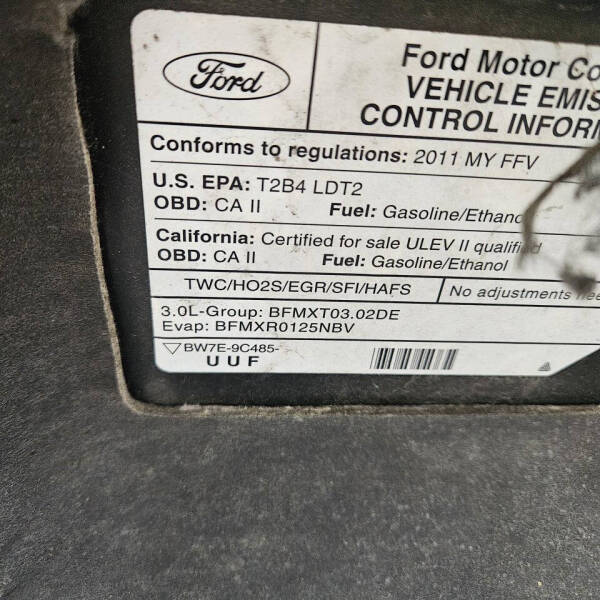 Ford
Ford Motor Co
VEHICLE EMIS
CONTROL INFOR
Conforms to regulations: 2011 MY FFV
U.S. EPA: T2B4 LDT2
OBD: CA II Fuel: Gasoline/Ethano
California: Certified for sale ULEV II qualified
OBD: CA II Fuel: Gasoline/Ethanol
TWC/HO2S/EGR/SFI/HAFS No adjustments nee
3.0L-Group: BFMXT03.02DE
Evap: BFMXR0125NBV
BW7E-9C485-
U U F